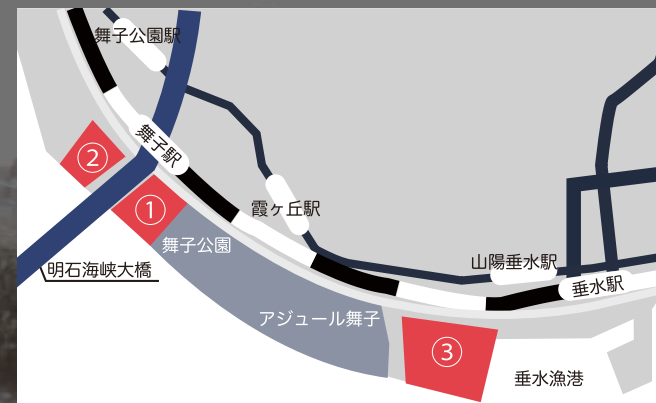 舞子公園駅
舞子駅
②
①
霞ヶ丘駅
舞子公園
明石海峡大橋
山陽垂水駅
垂水駅
アジュール舞子
③
垂水漁港